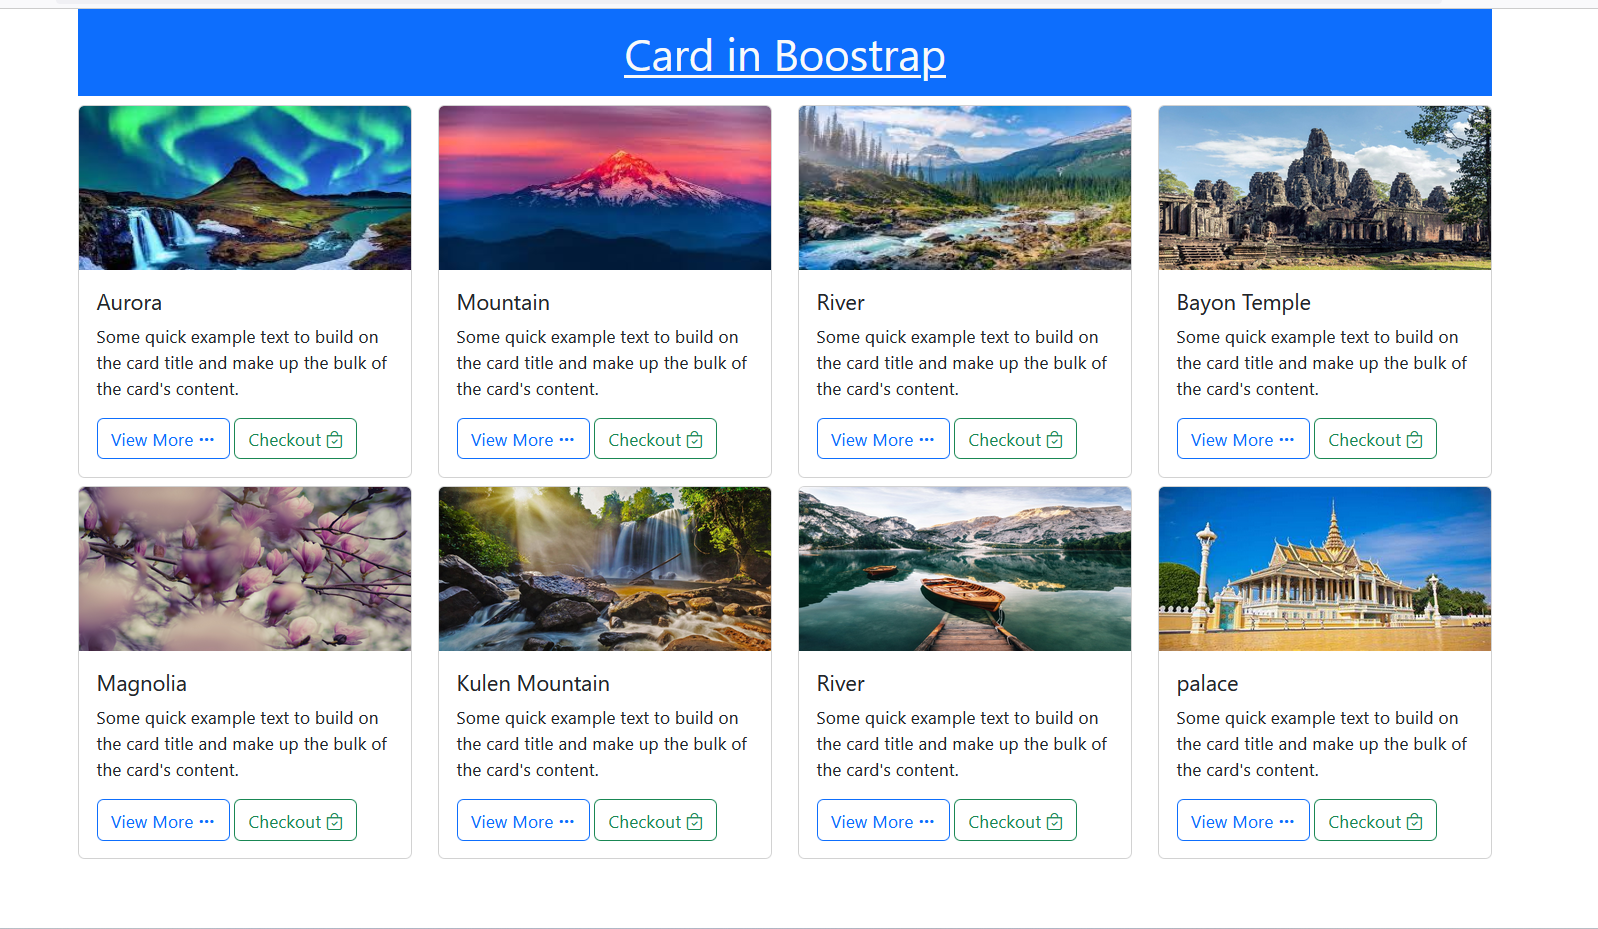 Card in Boostrap
Aurora
Some quick example text to build on
the card title and make up the bulk of
the card's content.
View More Checkout
Mountain
Some quick example text to build on
the card title and make up the bulk of
the card's content.
View More Checkout
River
Some quick example text to build on
the card title and make up the bulk of
the card's content.
View More Checkout
Bayon Temple
Some quick example text to build on
the card title and make up the bulk of
the card's content.
View More Checkout
Magnolia
Some quick example text to build on
the card title and make up the bulk of
the card's content.
View More Checkout
Kulen Mountain
Some quick example text to build on
the card title and make up the bulk of
the card's content.
View More Checkout
River
Some quick example text to build on
the card title and make up the bulk of
the card's content.
View More Checkout
palace
Some quick example text to build on
the card title and make up the bulk of
the card's content.
View More Checkout